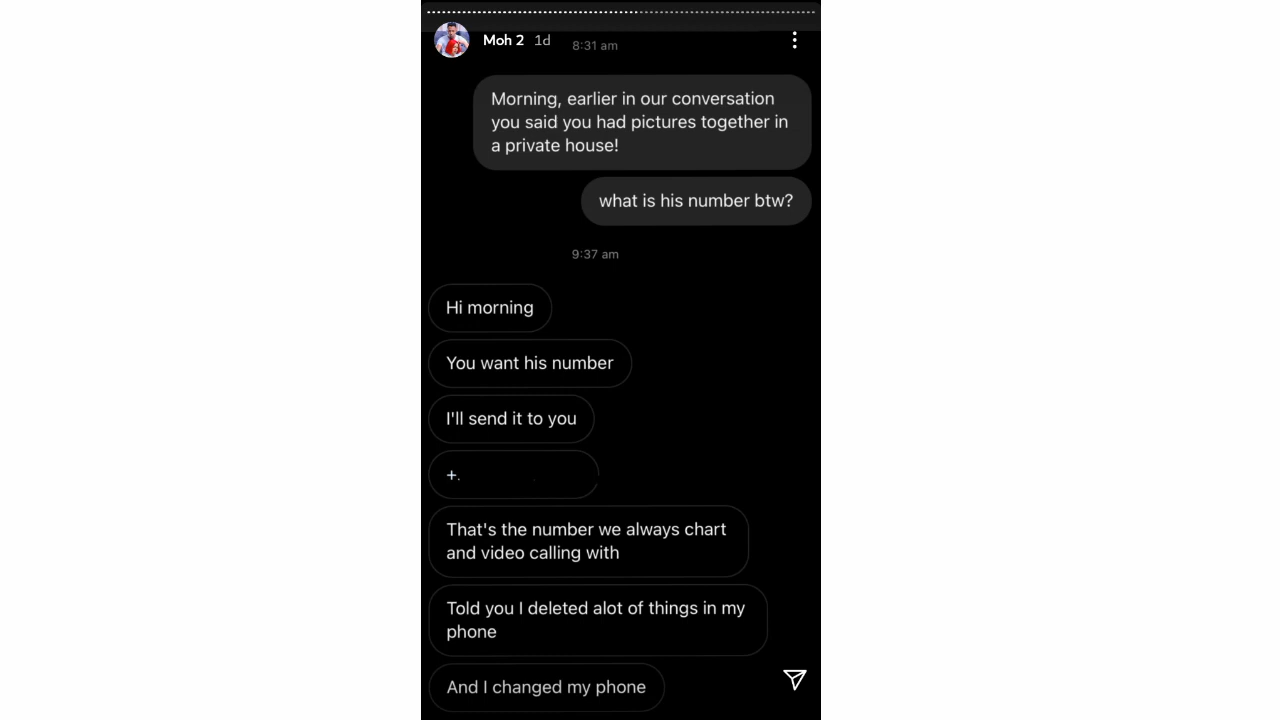 Moh 2 1d
8:31 am
Morning, earlier in our conversation
you said you had pictures together in
a private house!
what is his number btw?
9:37 am
Hi morning
You want his number
I'll send it to you
+.
That's the number we always chart
and video calling with
Told you I deleted alot of things in my
phone
And I changed my phone